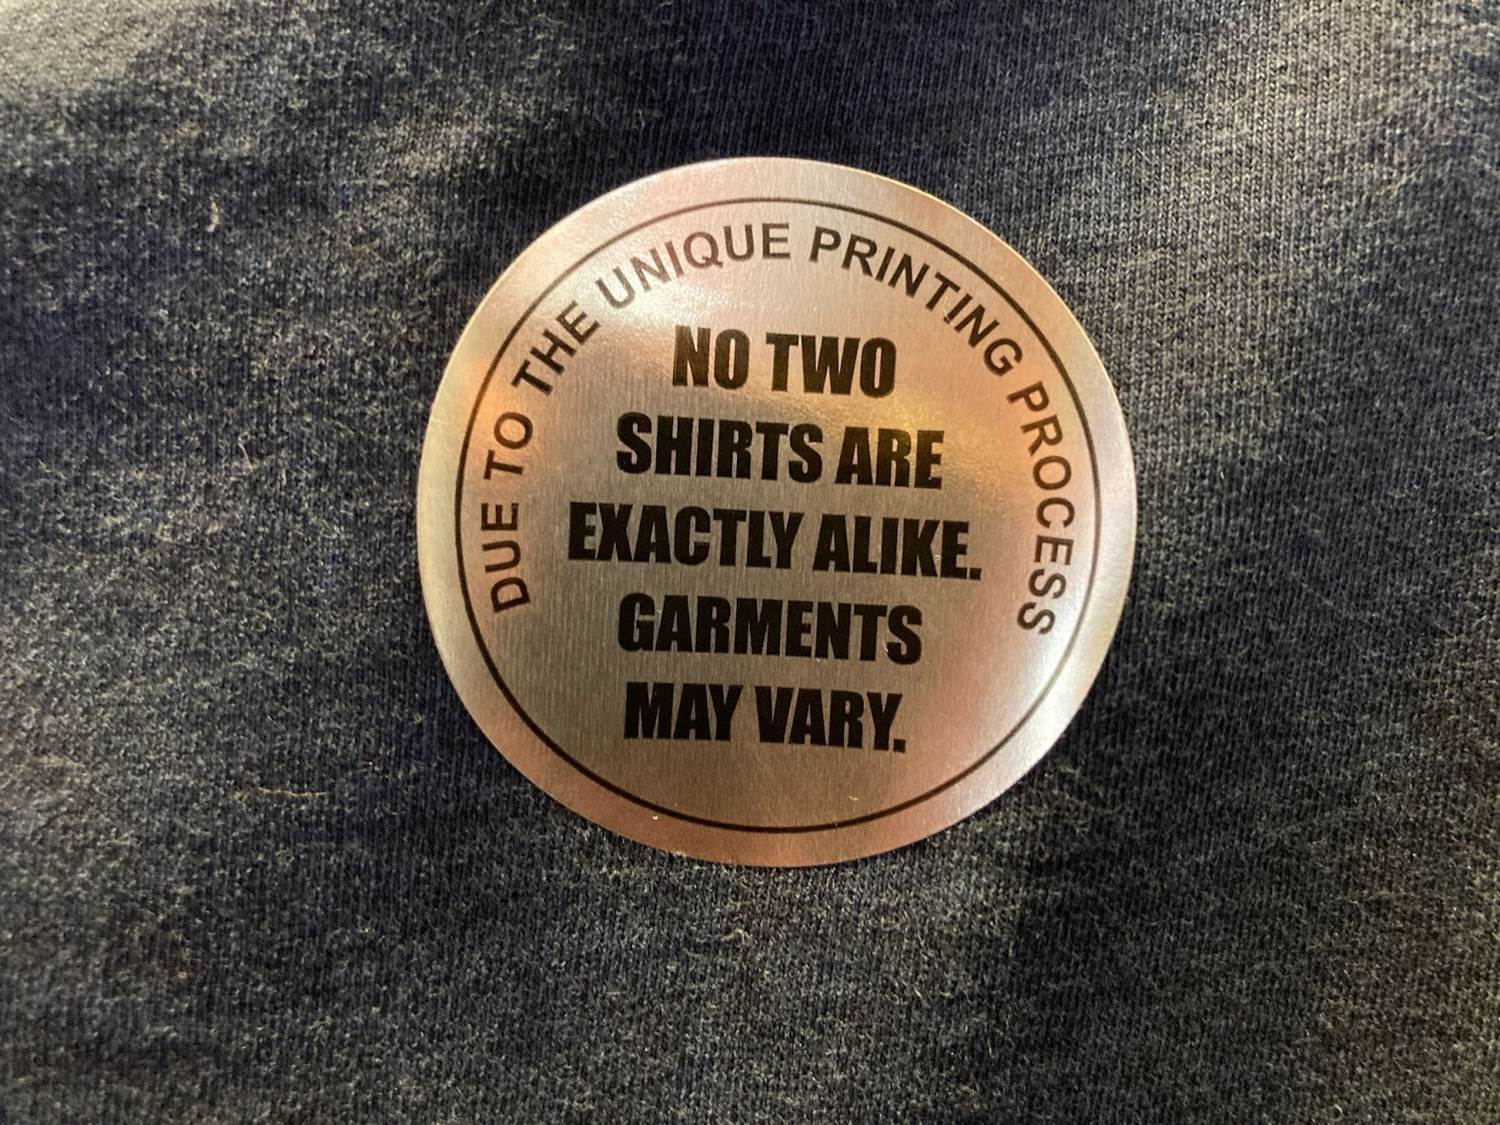 DUE TO THE UNIQUE PRINTING PROCESS
NO TWO
SHIRTS ARE
EXACTLY ALIKE.
GARMENTS
MAY VARY.